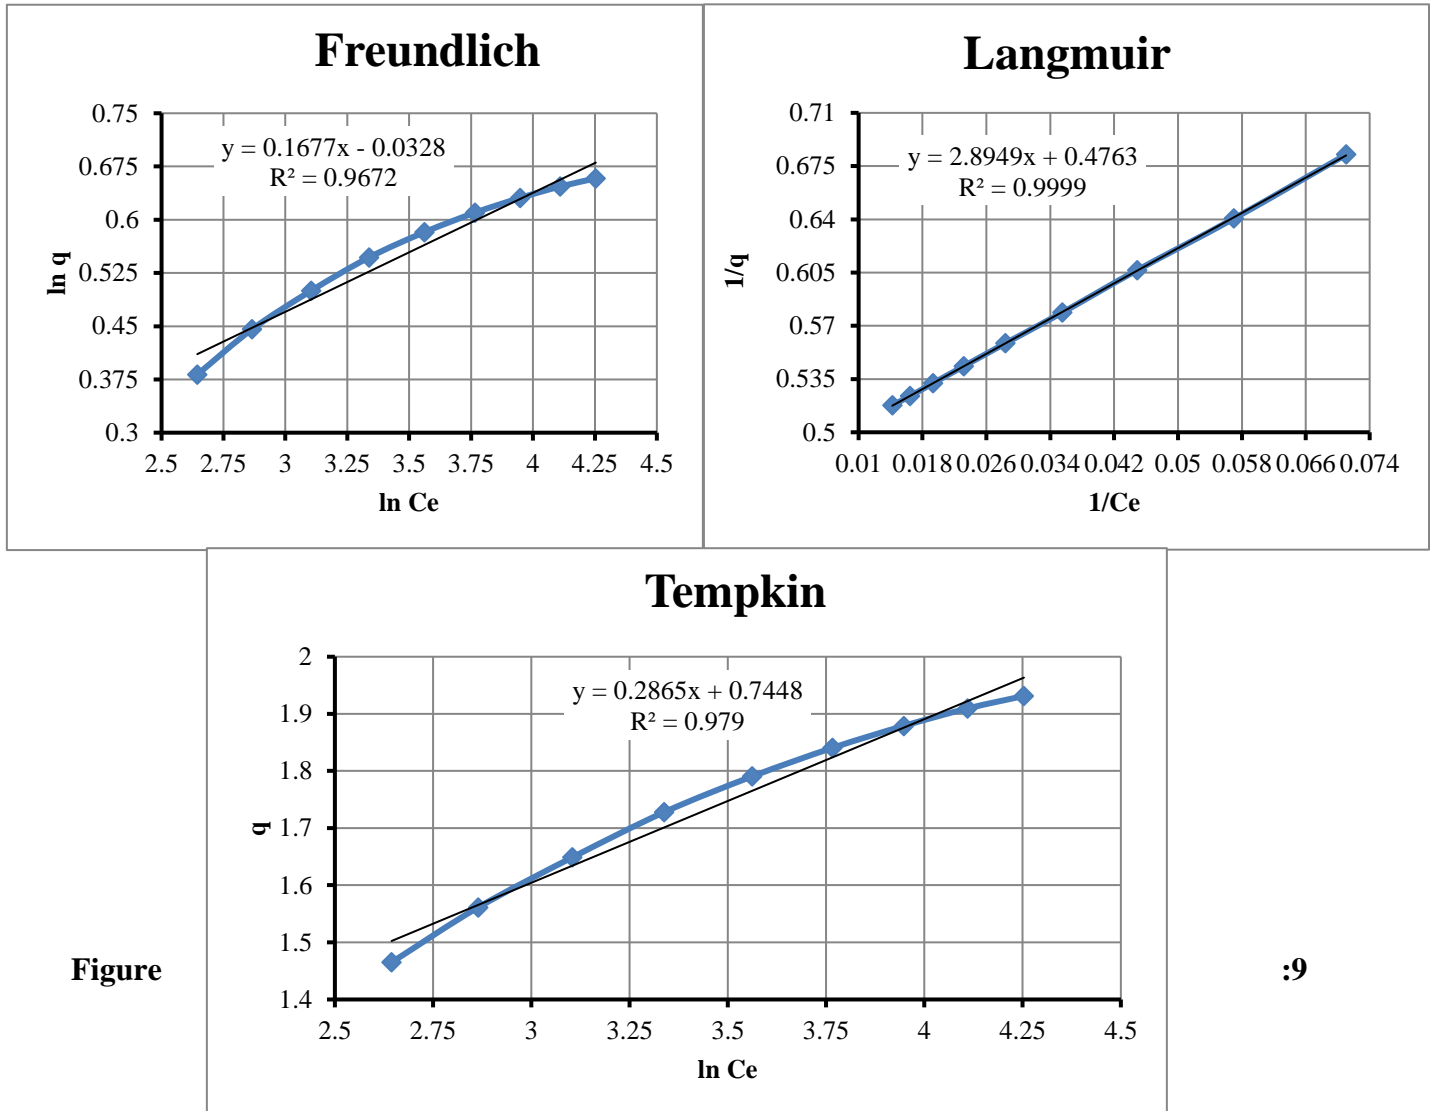 Freundlich
y = 0.1677x - 0.0328
R² = 0.9672
0.75
0.675
0.6
0.525
0.45
0.375
0.3
ln q
2.5 2.75 3 3.25 3.5 3.75 4 4.25 4.5
ln Ce
Langmuir
y = 2.8949x + 0.4763
R² = 0.9999
0.71
0.675
0.64
0.605
0.57
0.535
0.5
1/q
0.01 0.018 0.026 0.034 0.042 0.05 0.058 0.066 0.074
1/Ce
Tempkin
y = 0.2865x + 0.7448
R² = 0.979
2
1.9
1.8
1.7
1.6
1.5
1.4
q
2.5 2.75 3 3.25 3.5 3.75 4 4.25 4.5
ln Ce
Figure :9